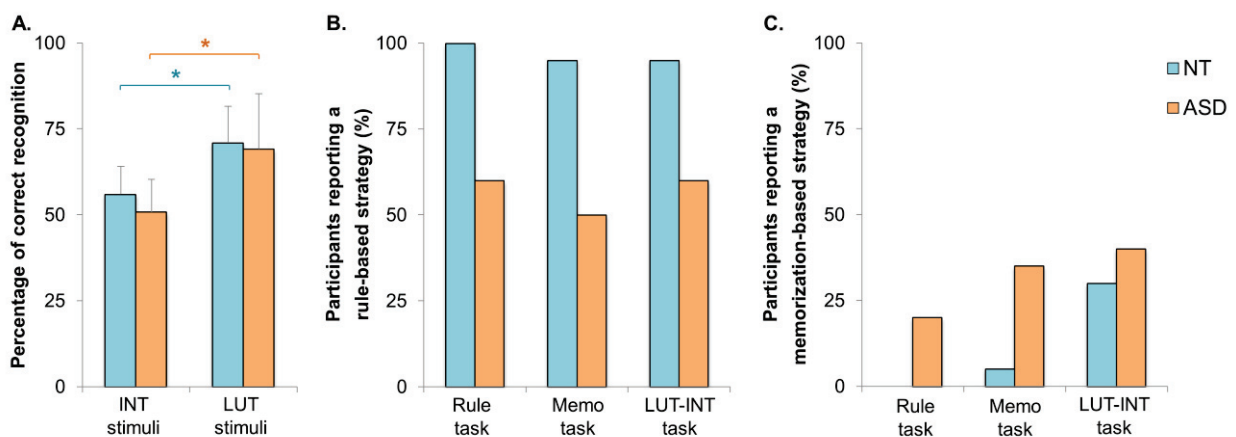 A.
Percentage of correct recognition
100
75
50
25
0
*
*
INT
stimuli
LUT
stimuli
B.
Participants reporting a
rule-based strategy (%)
100
75
50
25
0
Rule
task
Memo
task
LUT-INT
task
C.
Participants reporting a
memorization-based strategy (%)
100
75
50
25
0
Rule
task
Memo
task
LUT-INT
task
NT
ASD